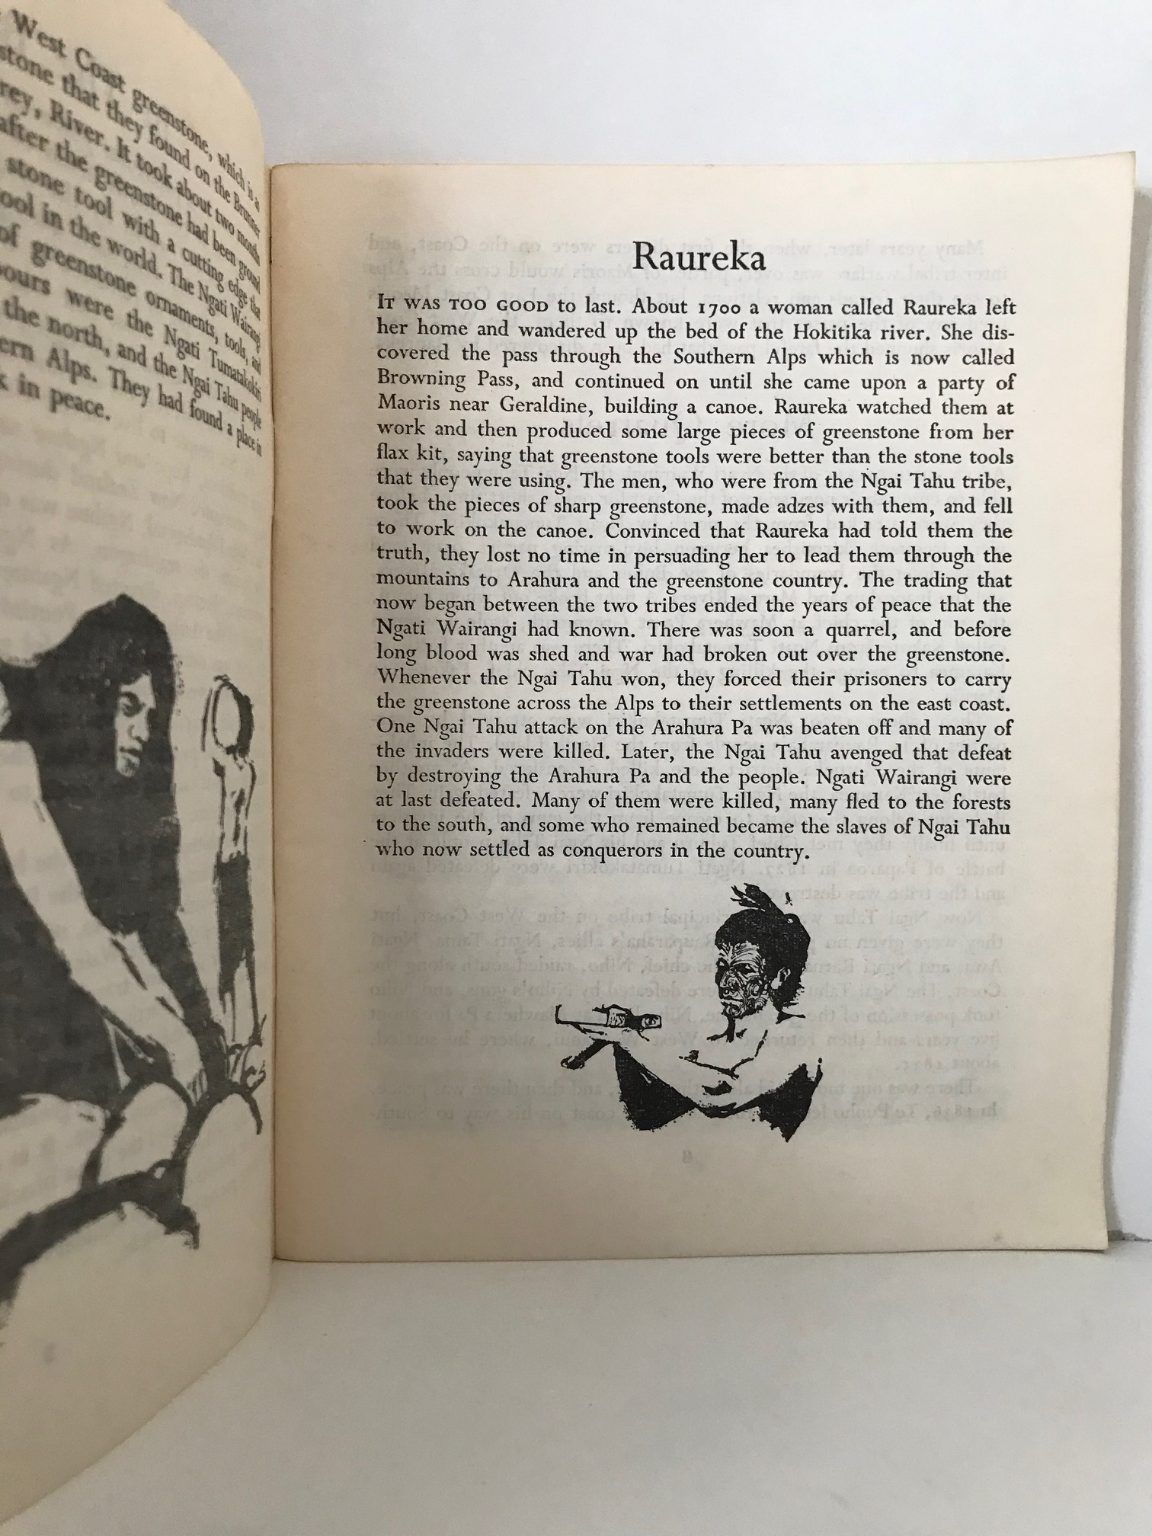 West Coast greenstone, which is a
stone that they found on the Brunner
rey, River. It took about two months
after the greenstone had been ground
stone tool with a cutting edge the
ool in the world. The Ngati Wairangi
of greenstone ornaments, tools, and
bours were the Ngati Tumatakokiri
the north, and the Ngai Tahu people
ern Alps. They had found a place in
k in peace.
Raureka
IT WAS TOO GOOD to last. About 1700 a woman called Raureka left
her home and wandered up the bed of the Hokitika river. She dis-
covered the pass through the Southern Alps which is now called
Browning Pass, and continued on until she came upon a party of
Maoris near Geraldine, building a canoe. Raureka watched them at
work and then produced some large pieces of greenstone from her
flax kit, saying that greenstone tools were better than the stone tools
that they were using. The men, who were from the Ngai Tahu tribe,
took the pieces of sharp greenstone, made adzes with them, and fell
to work on the canoe. Convinced that Raureka had told them the
truth, they lost no time in persuading her to lead them through the
mountains to Arahura and the greenstone country. The trading that
now began between the two tribes ended the years of peace that the
Ngati Wairangi had known. There was soon a quarrel, and before
long blood was shed and war had broken out over the greenstone.
Whenever the Ngai Tahu won, they forced their prisoners to carry
the greenstone across the Alps to their settlements on the east coast.
One Ngai Tahu attack on the Arahura Pa was beaten off and many of
the invaders were killed. Later, the Ngai Tahu avenged that defeat
by destroying the Arahura Pa and the people. Ngati Wairangi were
at last defeated. Many of them were killed, many fled to the forests
to the south, and some who remained became the slaves of Ngai Tahu
who now settled as conquerors in the country.